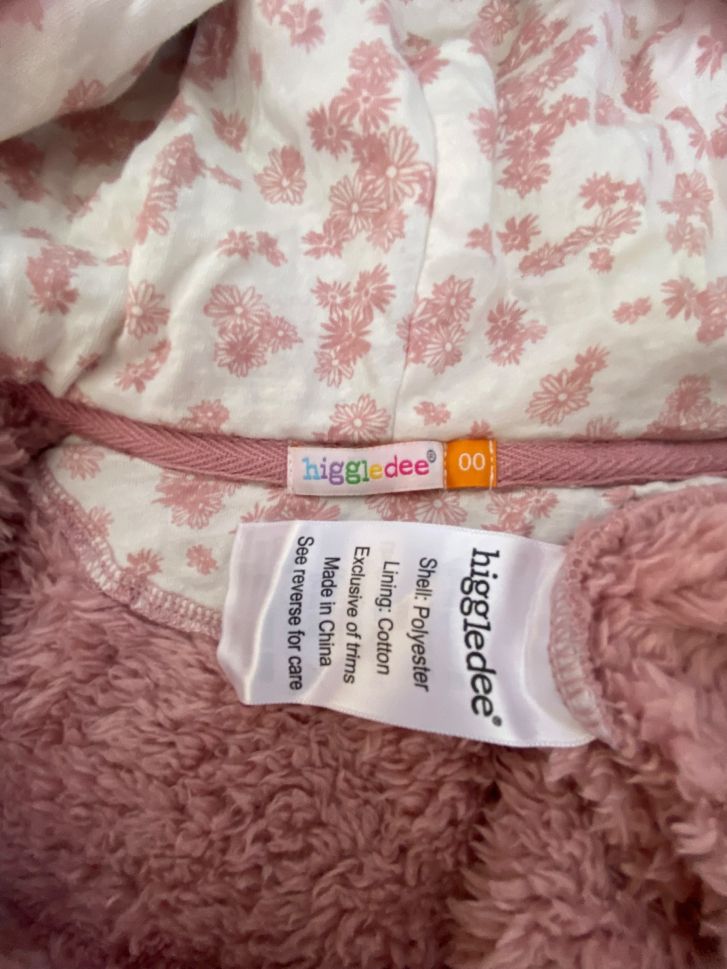 higgledee®
00
higgledee®
Shell: Polyester
Lining: Cotton
Exclusive of trims
Made in China
See reverse for care